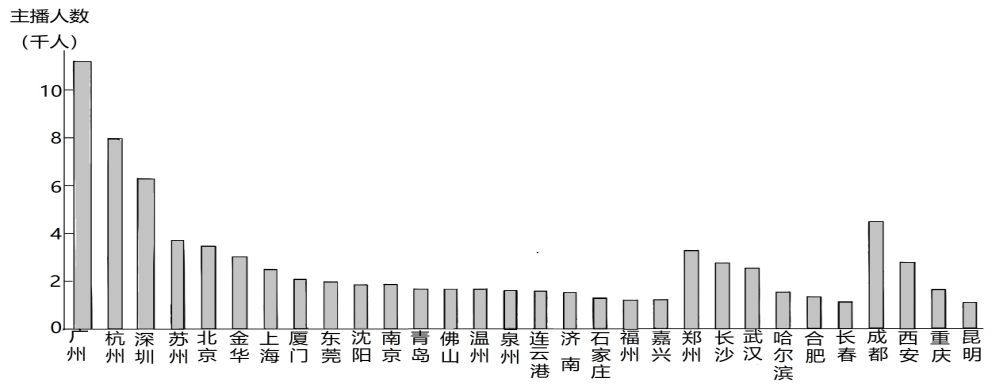 主播人数
(千人)
10
8
6
4
2
0
广州
杭州
深圳
苏州
北京
金华
上海
厦门
东莞
沈阳
南京
青岛
佛山
温州
泉州
连云港
济南
石家庄
福州
嘉兴
郑州
长沙
武汉
哈尔滨
合肥
长春
成都
西安
重庆
昆明